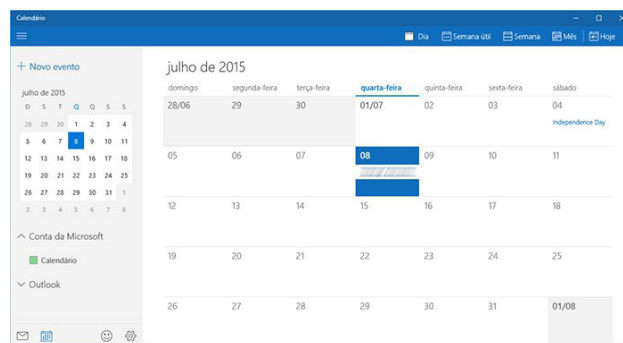 Calendário
Dia Semana útil Semana Mês Hoje
+ Novo evento
julho de 2015
D S T Q Q S S
28 29 30 1 2 3 4
5 6 7 8 9 10 11
12 13 14 15 16 17 18
19 20 21 22 23 24 25
26 27 28 29 30 31 1
2 3 4 5 6 7 8
Conta da Microsoft
Calendário
Outlook
julho de 2015
domingo segunda-feira terça-feira quarta-feira quinta-feira sexta-feira sábado
28/06 29 30 01/07 02 03 04
Independence Day
05 06 07 08 09 10 11
12 13 14 15 16 17 18
19 20 21 22 23 24 25
26 27 28 29 30 31 01/08